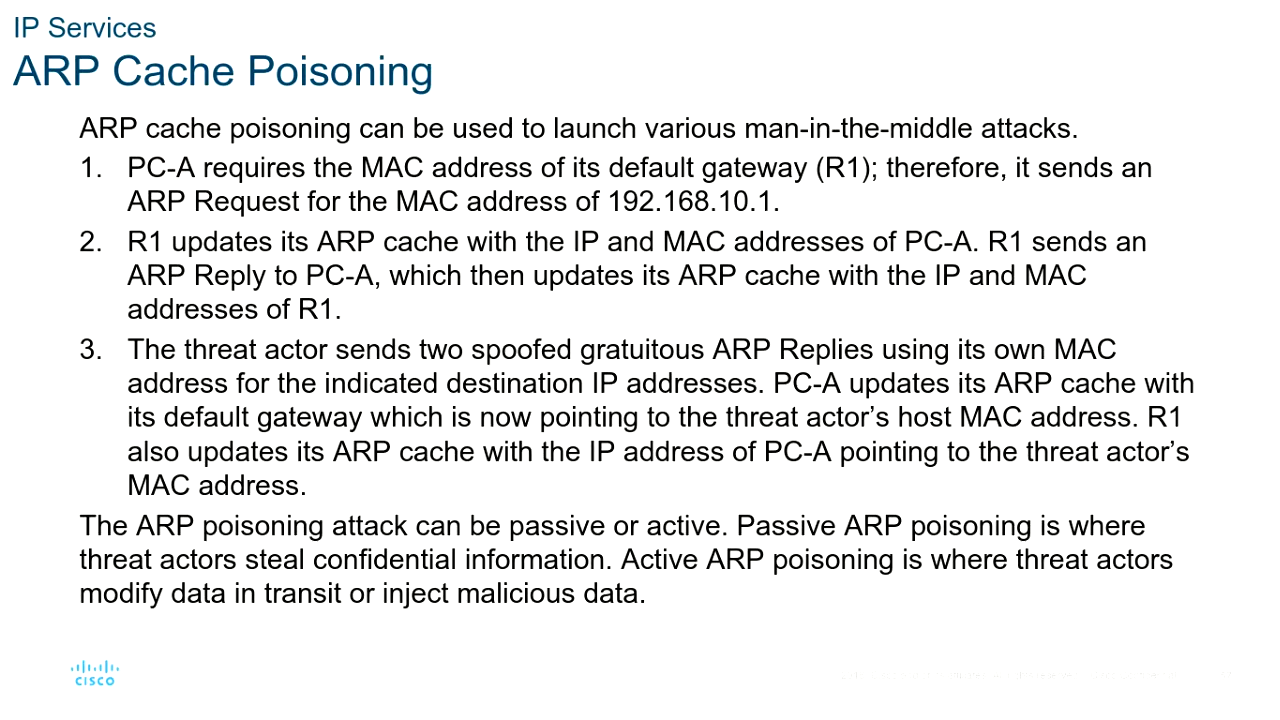 IP Services
ARP Cache Poisoning
ARP cache poisoning can be used to launch various man-in-the-middle attacks.
1. PC-A requires the MAC address of its default gateway (R1); therefore, it sends an
ARP Request for the MAC address of 192.168.10.1.
2. R1 updates its ARP cache with the IP and MAC addresses of PC-A. R1 sends an
ARP Reply to PC-A, which then updates its ARP cache with the IP and MAC
addresses of R1.
3. The threat actor sends two spoofed gratuitous ARP Replies using its own MAC
address for the indicated destination IP addresses. PC-A updates its ARP cache with
its default gateway which is now pointing to the threat actor’s host MAC address. R1
also updates its ARP cache with the IP address of PC-A pointing to the threat actor’s
MAC address.
The ARP poisoning attack can be passive or active. Passive ARP poisoning is where
threat actors steal confidential information. Active ARP poisoning is where threat actors
modify data in transit or inject malicious data.
CISCO